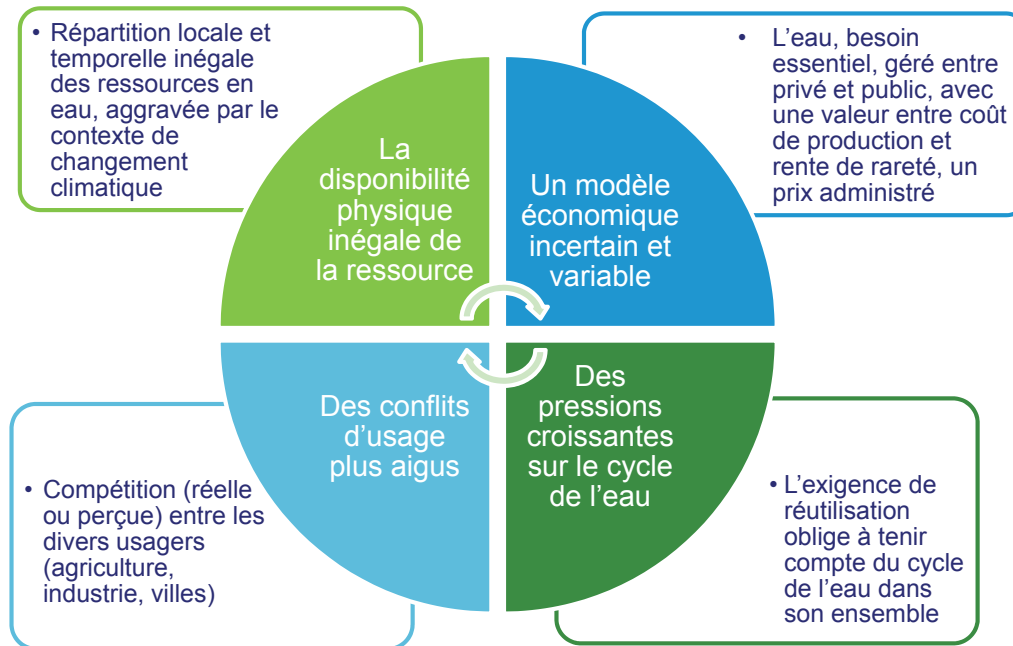 • Répartition locale et
temporelle inégale
des ressources en
eau, aggravée par le
contexte de
changement
climatique
La
disponibilité
physique
inégale de
la ressource
Un modèle
économique
incertain et
variable
• L’eau, besoin
essentiel, géré entre
privé et public, avec
une valeur entre coût
de production et
rente de rareté, un
prix administré
• Compétition (réelle
ou perçue) entre les
divers usagers
(agriculture,
industrie, villes)
Des conflits
d’usage
plus aigus
Des
pressions
croissantes
sur le cycle
de l’eau
• L’exigence de
réutilisation
oblige à tenir
compte du cycle
de l’eau dans
son ensemble